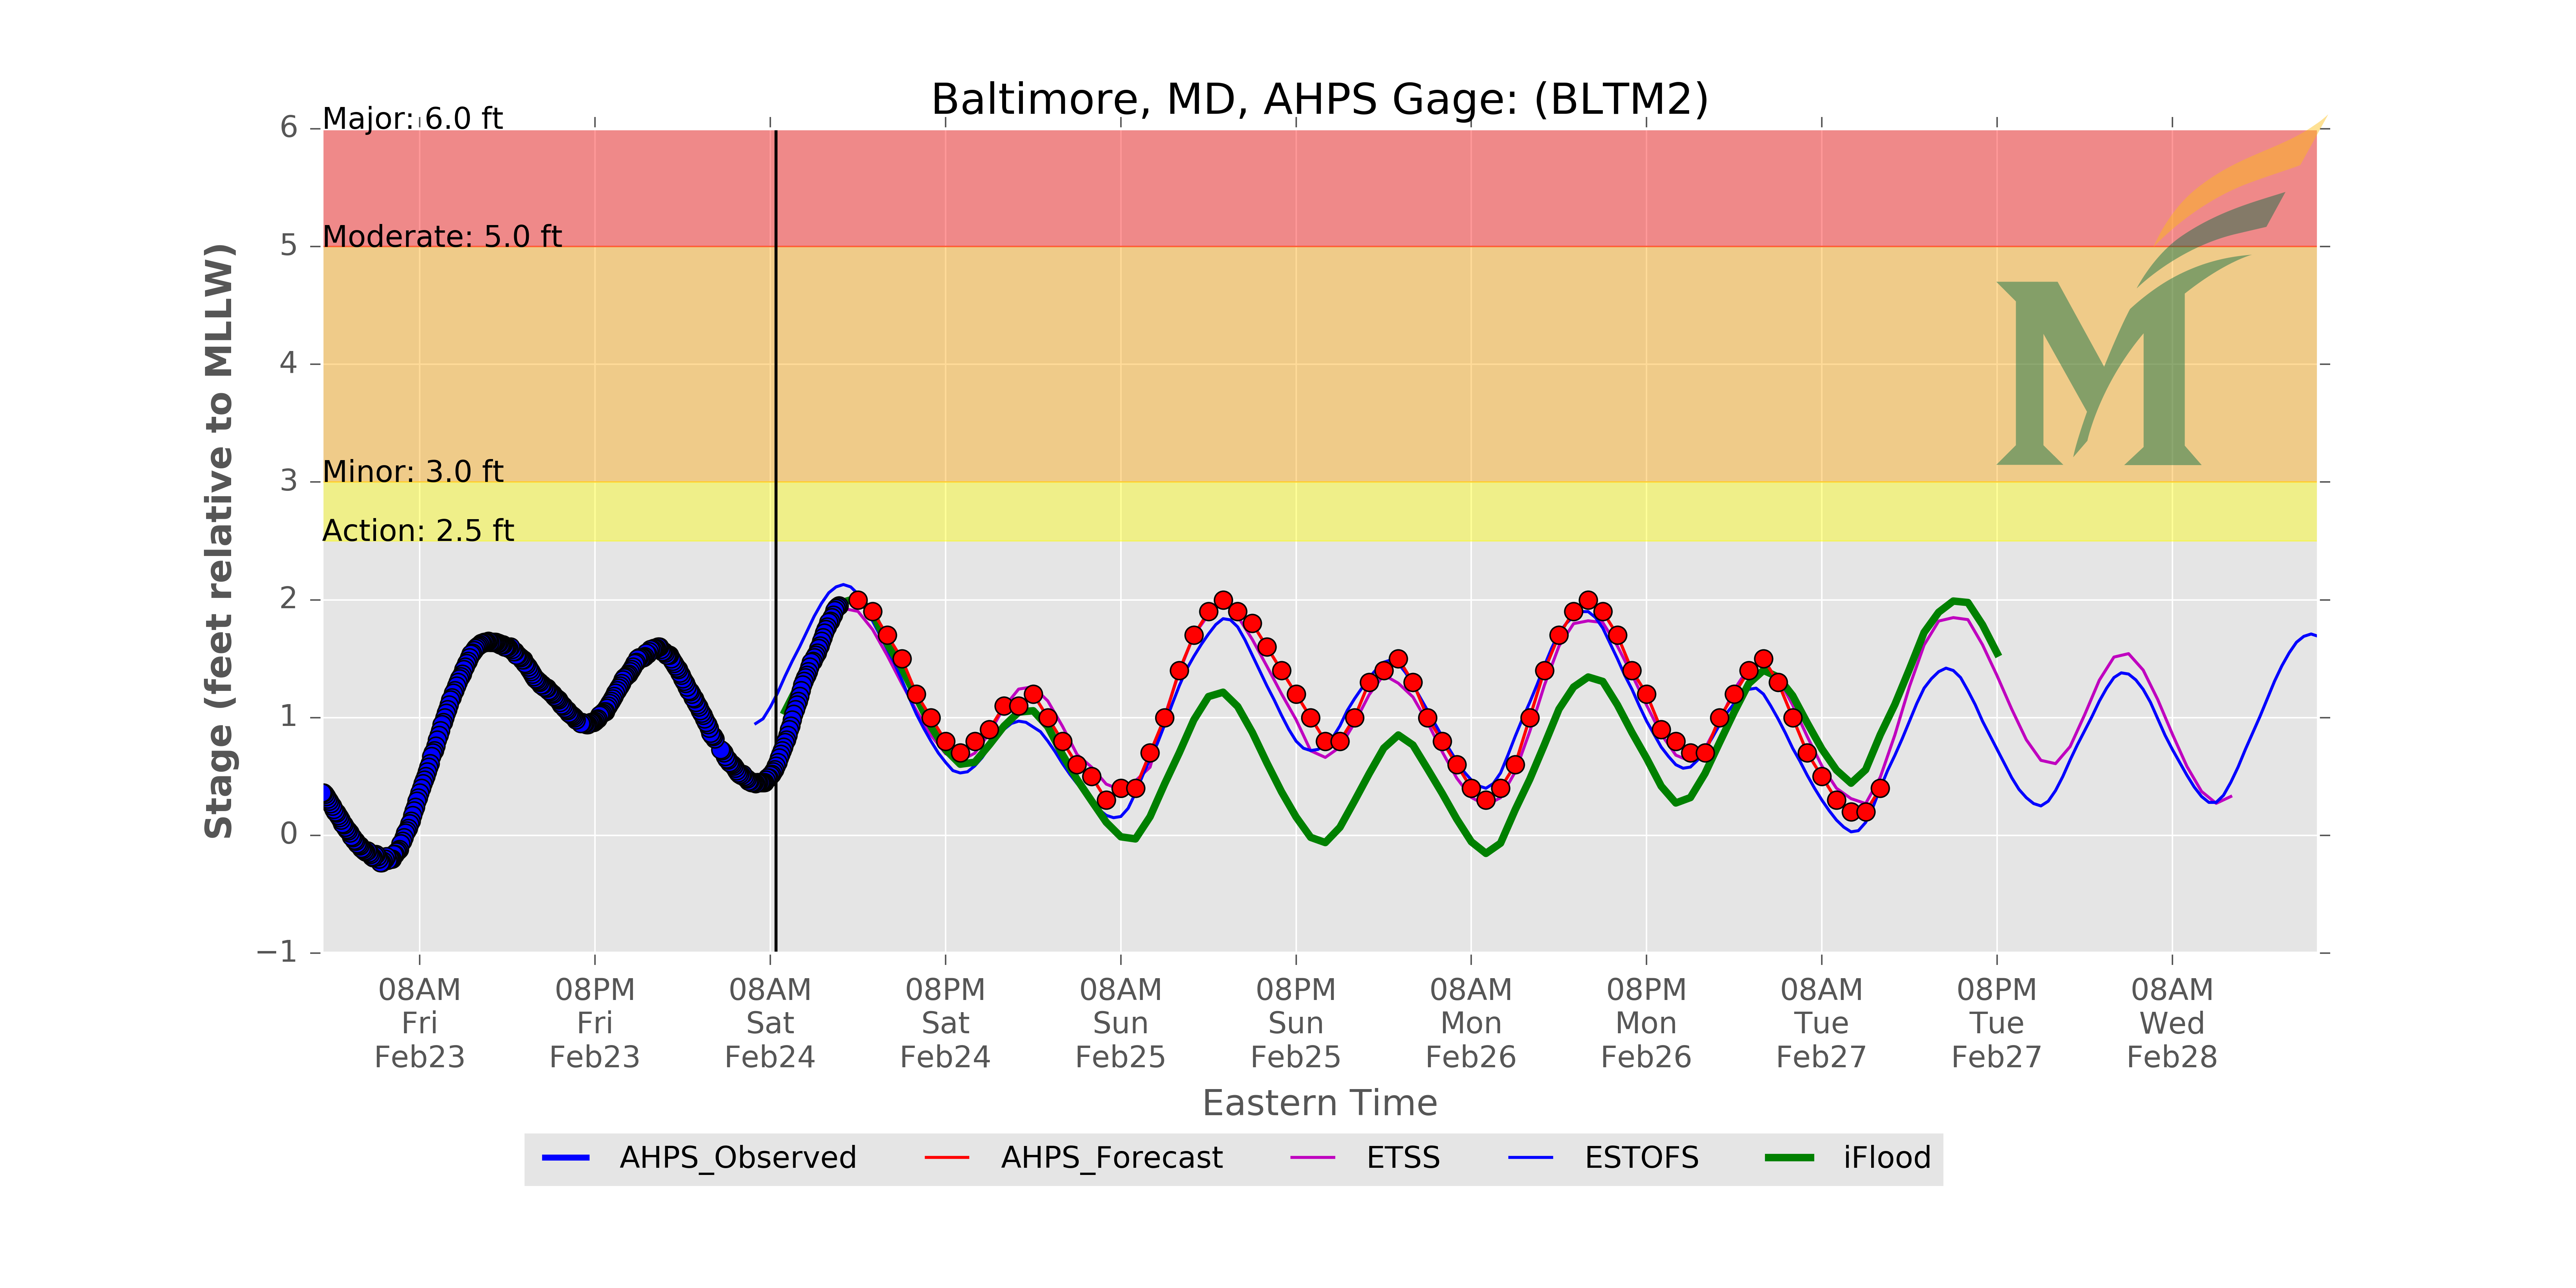 Baltimore, MD, AHPS Gage: (BLTM2)
Major: 6.0 ft
Moderate: 5.0 ft
Minor: 3.0 ft
Action: 2.5 ft
6
5
4
3
2
1
0
−1
Stage (feet relative to MLLW)
08AM 08PM 08AM 08PM 08AM 08PM 08AM 08PM 08AM 08PM 08AM
Fri Fri Sat Sat Sun Sun Mon Mon Tue Tue Wed
Feb23 Feb23 Feb24 Feb24 Feb25 Feb25 Feb26 Feb26 Feb27 Feb27 Feb28
Eastern Time
AHPS_Observed AHPS_Forecast ETSS ESTOFS iFlood